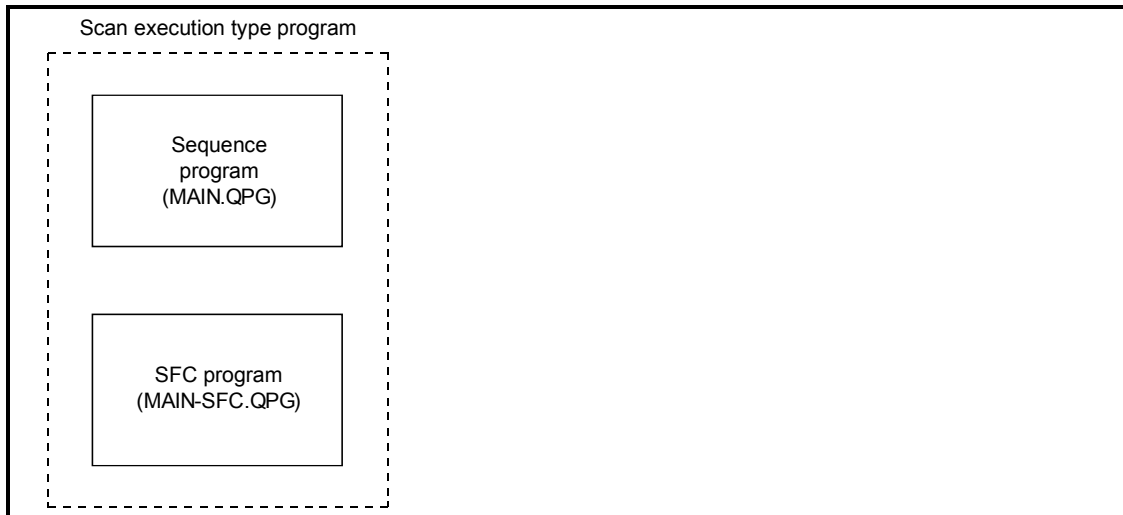 Scan execution type program
Sequence
program
(MAIN.QPG)
SFC program
(MAIN-SFC.QPG)